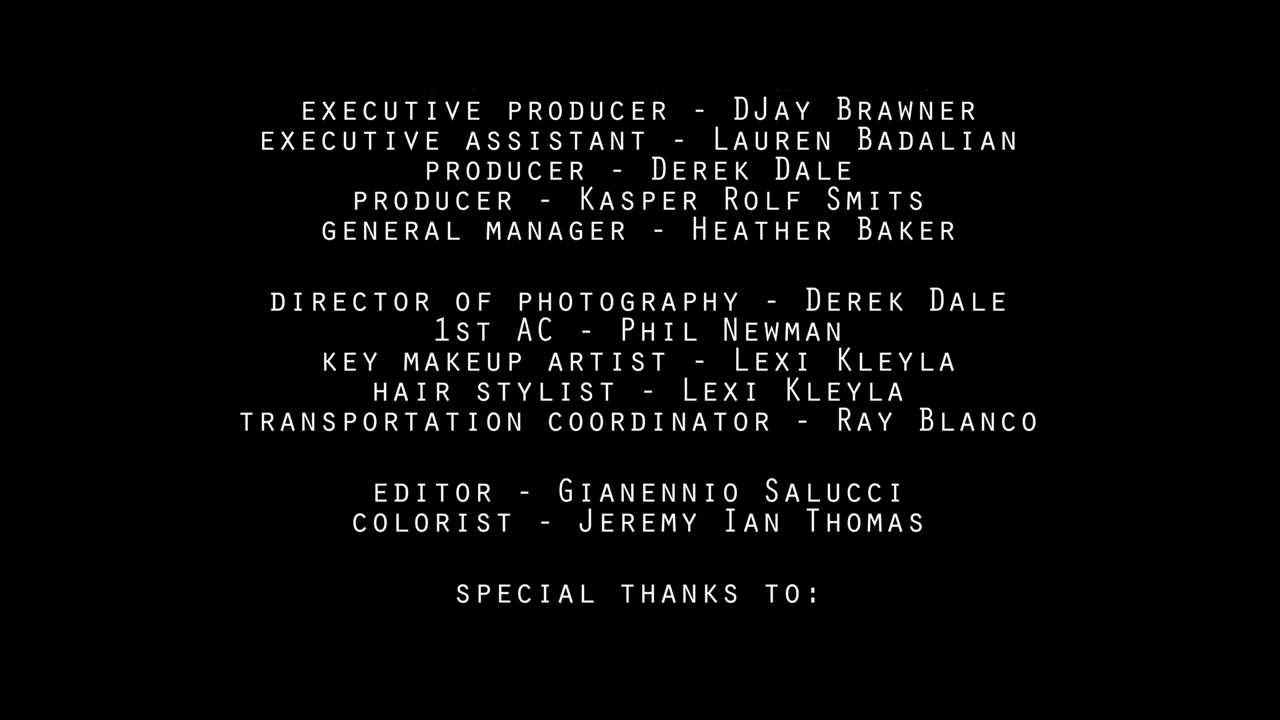 EXECUTIVE PRODUCER - DJAY BRAWNER
EXECUTIVE ASSISTANT - LAUREN BADALIAN
PRODUCER - DEREK DALE
PRODUCER - KASPER ROLF SMITS
GENERAL MANAGER - HEATHER BAKER
DIRECTOR OF PHOTOGRAPHY - DEREK DALE
1ST AC - PHIL NEWMAN
KEY MAKEUP ARTIST - LEXI KLEYLA
HAIR STYLIST - LEXI KLEYLA
TRANSPORTATION COORDINATOR - RAY BLANCO
EDITOR - GIANENNIO SALUCCI
COLORIST - JEREMY IAN THOMAS
SPECIAL THANKS TO: